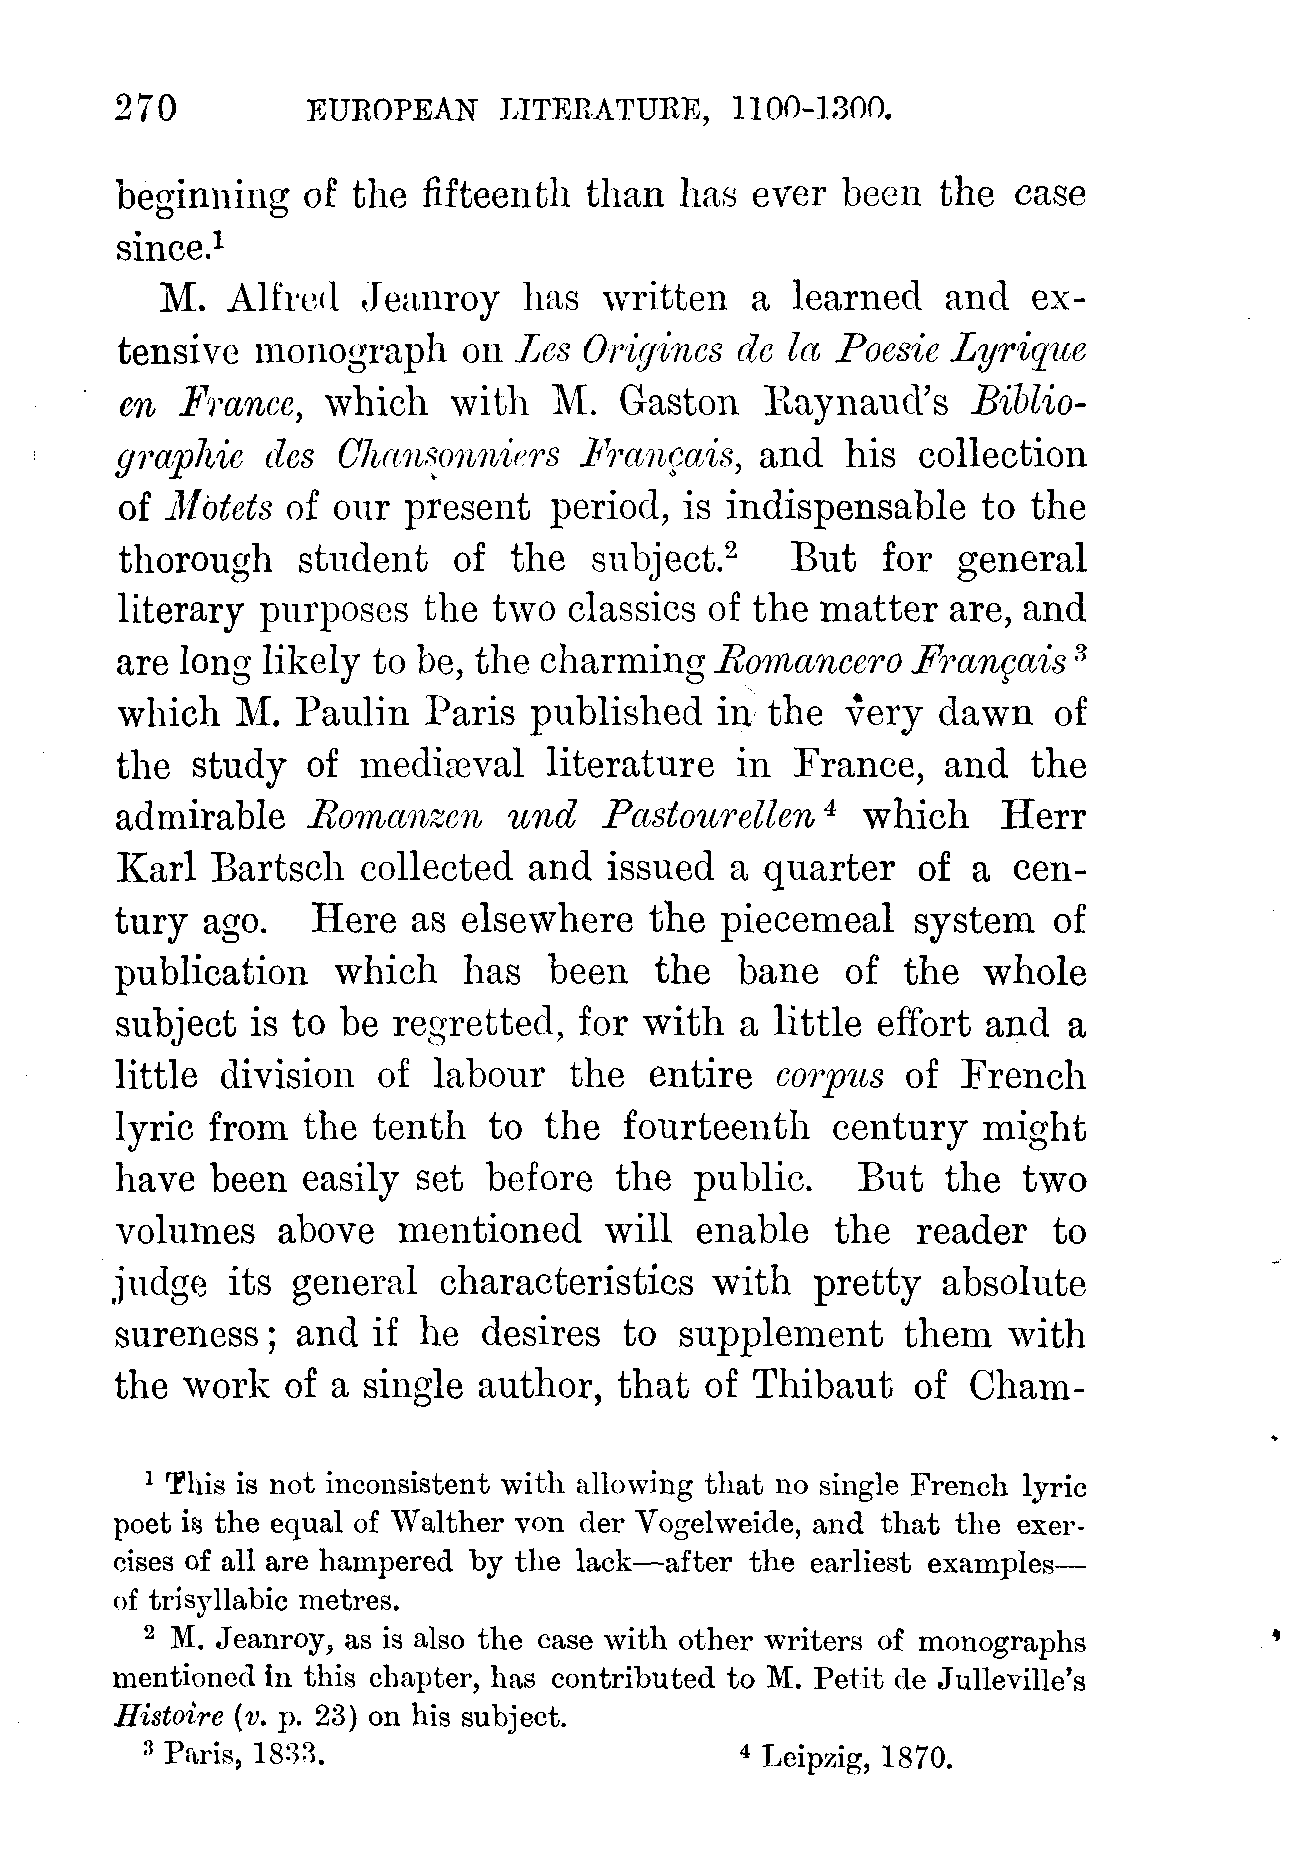 270 EUROPEAN LITERATURE, 1100-1300.
beginning of the fifteenth than has ever been the case
since.¹
M. Alfred Jeanroy has written a learned and ex-
tensive monograph on Les Origines de la Poesie Lyrique
en France, which with M. Gaston Raynaud's Biblio-
graphie des Chansonniers Français, and his collection
of Motets of our present period, is indispensable to the
thorough student of the subject.² But for general
literary purposes the two classics of the matter are, and
are long likely to be, the charming Romancero Français ³
which M. Paulin Paris published in the very dawn of
the study of mediæval literature in France, and the
admirable Romanzen und Pastourellen ⁴ which Herr
Karl Bartsch collected and issued a quarter of a cen-
tury ago. Here as elsewhere the piecemeal system of
publication which has been the bane of the whole
subject is to be regretted, for with a little effort and a
little division of labour the entire corpus of French
lyric from the tenth to the fourteenth century might
have been easily set before the public. But the two
volumes above mentioned will enable the reader to
judge its general characteristics with pretty absolute
sureness; and if he desires to supplement them with
the work of a single author, that of Thibaut of Cham-
¹ This is not inconsistent with allowing that no single French lyric
poet is the equal of Walther von der Vogelweide, and that the exer-
cises of all are hampered by the lack—after the earliest examples—
of trisyllabic metres.
² M. Jeanroy, as is also the case with other writers of monographs
mentioned in this chapter, has contributed to M. Petit de Julleville's
Histoire (v. p. 23) on his subject.
³ Paris, 1833. ⁴ Leipzig, 1870.